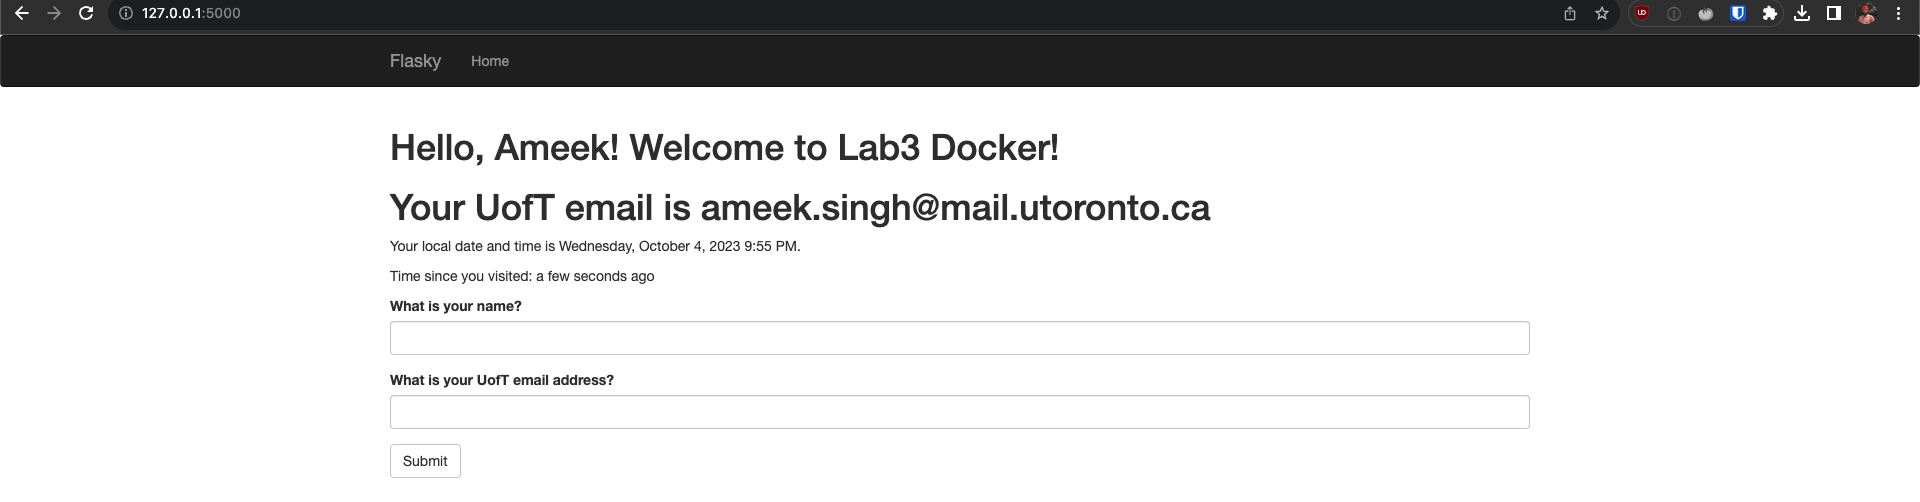 127.0.0.1:5000
Flasky Home
Hello, Ameek! Welcome to Lab3 Docker!
Your UofT email is ameek.singh@mail.utoronto.ca
Your local date and time is Wednesday, October 4, 2023 9:55 PM.
Time since you visited: a few seconds ago
What is your name?
What is your UofT email address?
Submit